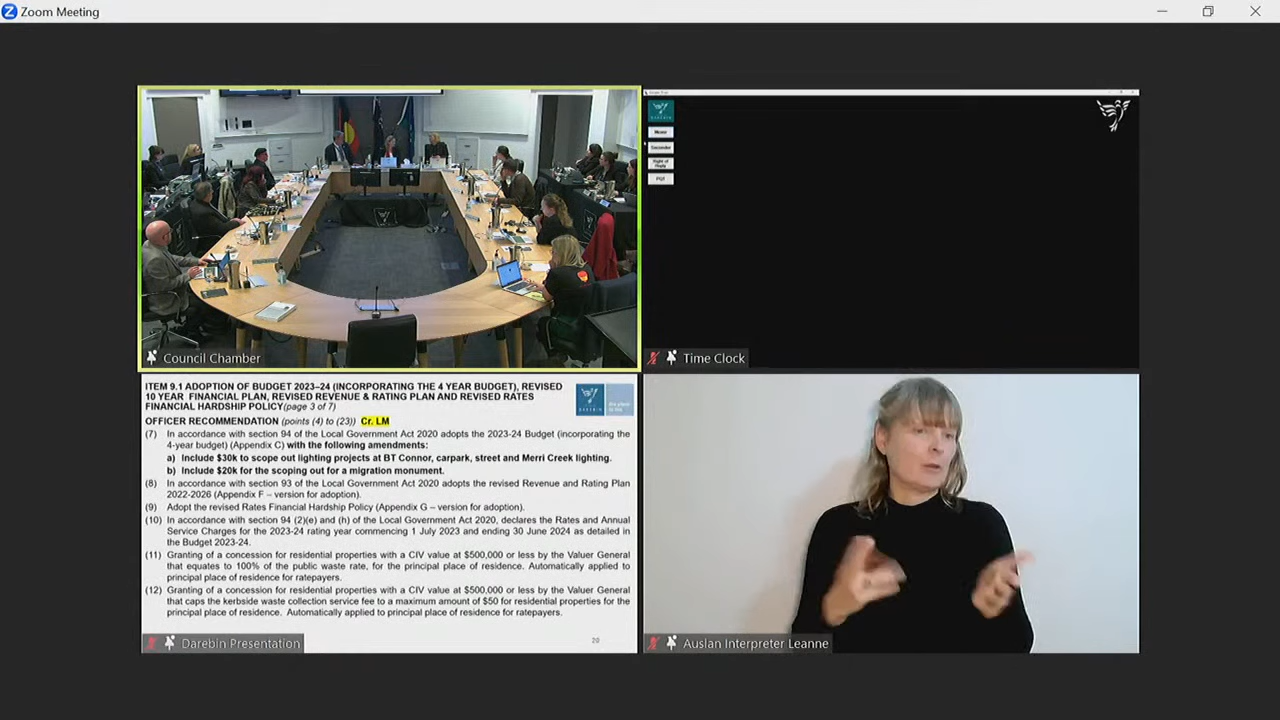 Zoom Meeting
Council Chamber
Time Clock
Mover
Seconder
Right of
Reply
ITEM 9.1 ADOPTION OF BUDGET 2023–24 (INCORPORATING THE 4 YEAR BUDGET), REVISED
10 YEAR FINANCIAL PLAN, REVISED REVENUE & RATING PLAN AND REVISED RATES
FINANCIAL HARDSHIP POLICY(page 3 of 7)
OFFICER RECOMMENDATION (points (4) to (23)) Cr. LM
(7) In accordance with section 94 of the Local Government Act 2020 adopts the 2023-24 Budget (incorporating the
4-year budget) (Appendix C) with the following amendments:
a) Include $30k to scope out lighting projects at BT Connor, carpark, street and Merri Creek lighting.
b) Include $20k for the scoping out for a migration monument.
(8) In accordance with section 93 of the Local Government Act 2020 adopts the revised Revenue and Rating Plan
2022-2026 (Appendix F – version for adoption).
(9) Adopt the revised Rates Financial Hardship Policy (Appendix G – version for adoption).
(10) In accordance with section 94 (2)(e) and (h) of the Local Government Act 2020, declares the Rates and Annual
Service Charges for the 2023-24 rating year commencing 1 July 2023 and ending 30 June 2024 as detailed in
the Budget 2023-24.
(11) Granting of a concession for residential properties with a CIV value at $500,000 or less by the Valuer General
that equates to 100% of the public waste rate, for the principal place of residence. Automatically applied to
principal place of residence for ratepayers.
(12) Granting of a concession for residential properties with a CIV value at $500,000 or less by the Valuer General
that caps the kerbside waste collection service fee to a maximum amount of $50 for residential properties for the
principal place of residence. Automatically applied to principal place of residence for ratepayers.
20
Darebin Presentation
Auslan Interpreter Leanne